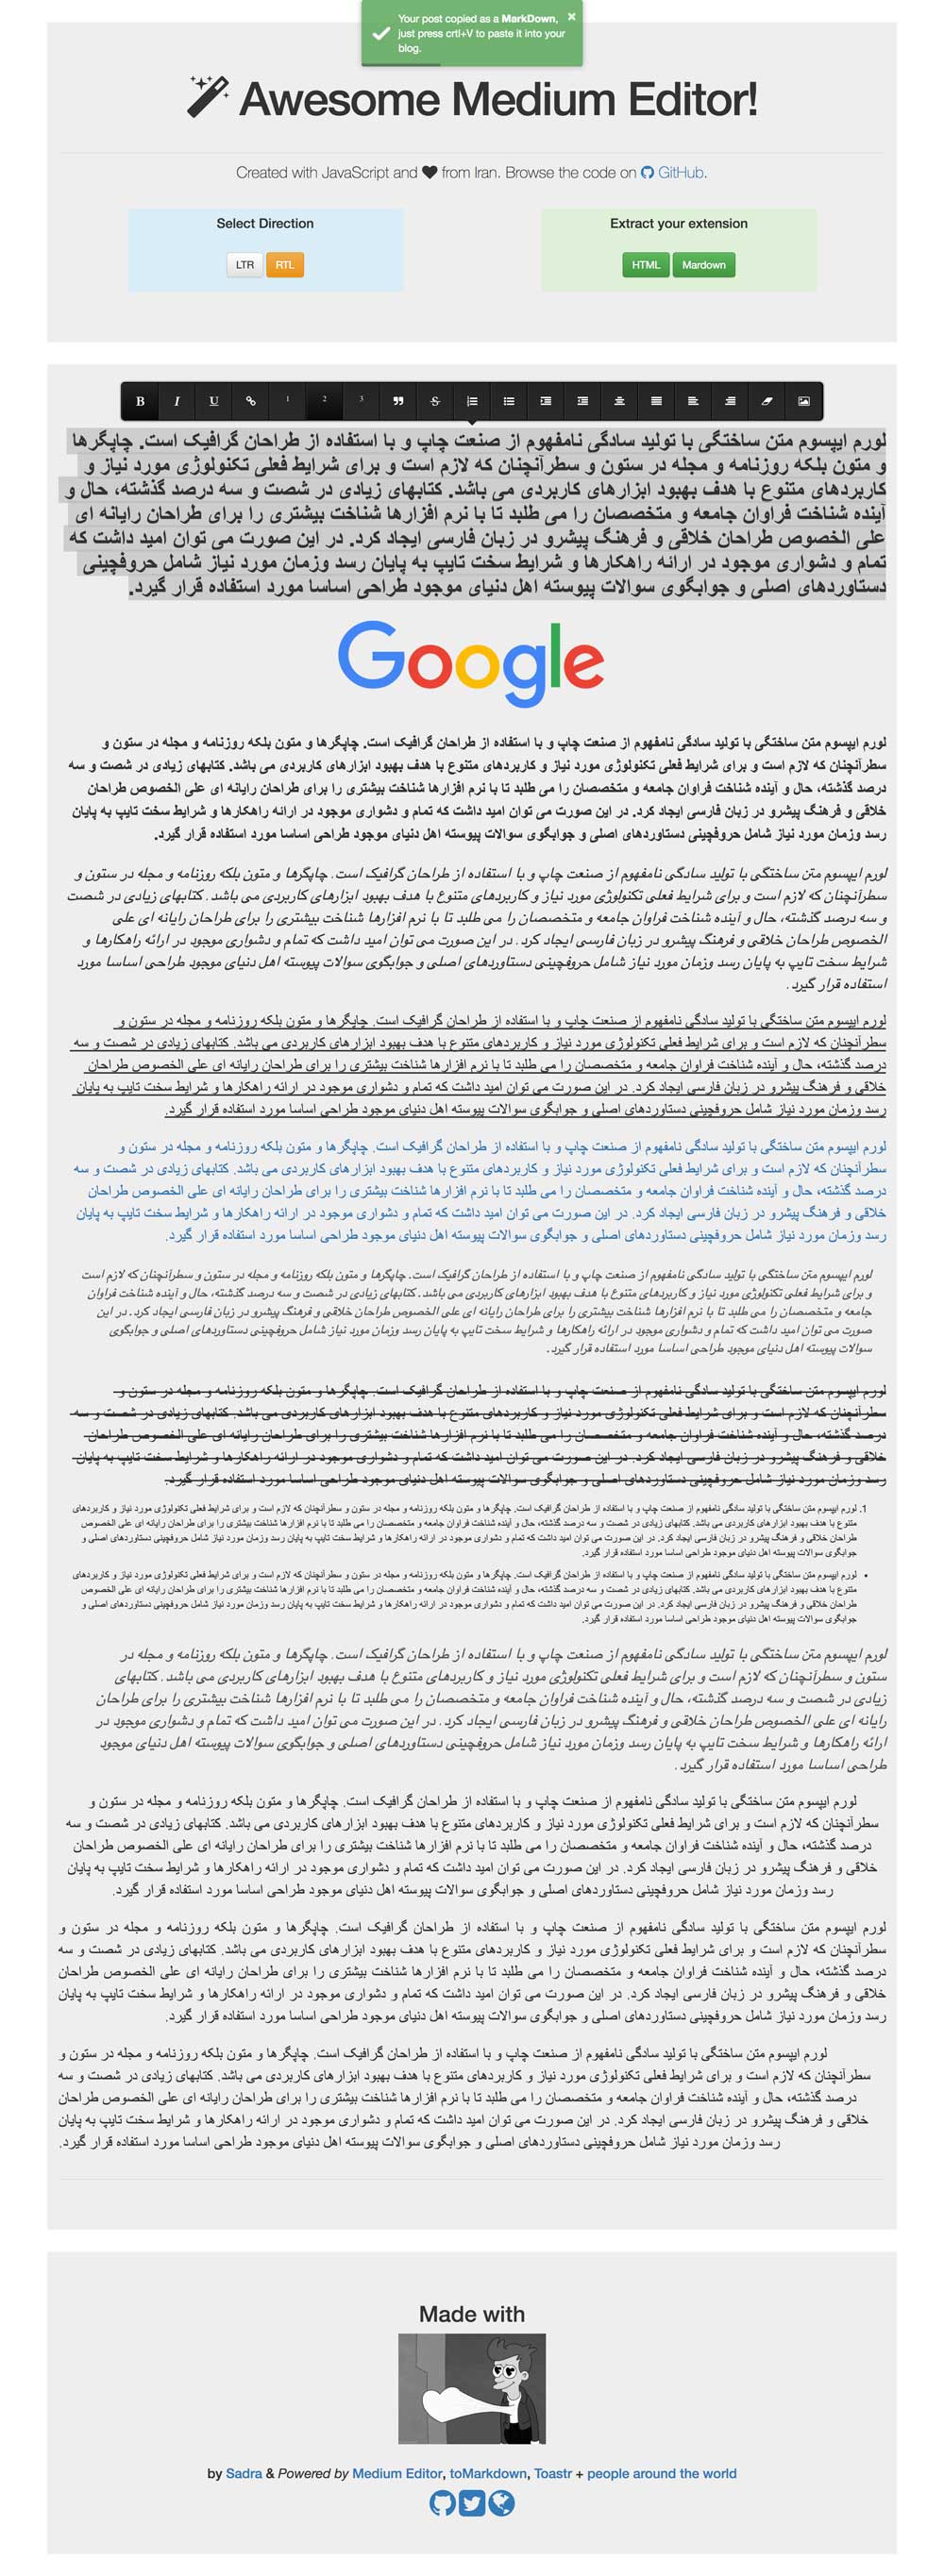 Your post copied as a MarkDown,
just press crtl+V to paste it into your
blog.
×
Awesome Medium Editor!
Created with JavaScript and from Iran. Browse the code on GitHub.
Select Direction
LTR RTL
Extract your extension
HTML Mardown
B I U 1 2 3 S
لورم ایپسوم متن ساختگی با تولید سادگی نامفهوم از صنعت چاپ و با استفاده از طراحان گرافیک است. چاپگرها
و متون بلکه روزنامه و مجله در ستون و سطرآنچنان که لازم است و برای شرایط فعلی تکنولوژی مورد نیاز و
کاربردهای متنوع با هدف بهبود ابزارهای کاربردی می باشد. کتابهای زیادی در شصت و سه درصد گذشته، حال و
آینده شناخت فراوان جامعه و متخصصان را می طلبد تا با نرم افزارها شناخت بیشتری را برای طراحان رایانه ای
علی الخصوص طراحان خلاقی و فرهنگ پیشرو در زبان فارسی ایجاد کرد. در این صورت می توان امید داشت که
تمام و دشواری موجود در ارائه راهکارها و شرایط سخت تایپ به پایان رسد وزمان مورد نیاز شامل حروفچینی
دستاوردهای اصلی و جوابگوی سوالات پیوسته اهل دنیای موجود طراحی اساسا مورد استفاده قرار گیرد.
Google
لورم ایپسوم متن ساختگی با تولید سادگی نامفهوم از صنعت چاپ و با استفاده از طراحان گرافیک است. چاپگرها و متون بلکه روزنامه و مجله در ستون و
سطرآنچنان که لازم است و برای شرایط فعلی تکنولوژی مورد نیاز و کاربردهای متنوع با هدف بهبود ابزارهای کاربردی می باشد. کتابهای زیادی در شصت و سه
درصد گذشته، حال و آینده شناخت فراوان جامعه و متخصصان را می طلبد تا با نرم افزارها شناخت بیشتری را برای طراحان رایانه ای علی الخصوص طراحان
خلاقی و فرهنگ پیشرو در زبان فارسی ایجاد کرد. در این صورت می توان امید داشت که تمام و دشواری موجود در ارائه راهکارها و شرایط سخت تایپ به پایان
رسد وزمان مورد نیاز شامل حروفچینی دستاوردهای اصلی و جوابگوی سوالات پیوسته اهل دنیای موجود طراحی اساسا مورد استفاده قرار گیرد.
لورم ایپسوم متن ساختگی با تولید سادگی نامفهوم از صنعت چاپ و با استفاده از طراحان گرافیک است. چاپگرها و متون بلکه روزنامه و مجله در ستون و
سطرآنچنان که لازم است و برای شرایط فعلی تکنولوژی مورد نیاز و کاربردهای متنوع با هدف بهبود ابزارهای کاربردی می باشد. کتابهای زیادی در شصت
و سه درصد گذشته، حال و آینده شناخت فراوان جامعه و متخصصان را می طلبد تا با نرم افزارها شناخت بیشتری را برای طراحان رایانه ای علی
الخصوص طراحان خلاقی و فرهنگ پیشرو در زبان فارسی ایجاد کرد. در این صورت می توان امید داشت که تمام و دشواری موجود در ارائه راهکارها و
شرایط سخت تایپ به پایان رسد وزمان مورد نیاز شامل حروفچینی دستاوردهای اصلی و جوابگوی سوالات پیوسته اهل دنیای موجود طراحی اساسا مورد
استفاده قرار گیرد.
لورم ایپسوم متن ساختگی با تولید سادگی نامفهوم از صنعت چاپ و با استفاده از طراحان گرافیک است. چاپگرها و متون بلکه روزنامه و مجله در ستون و
سطرآنچنان که لازم است و برای شرایط فعلی تکنولوژی مورد نیاز و کاربردهای متنوع با هدف بهبود ابزارهای کاربردی می باشد. کتابهای زیادی در شصت و سه
درصد گذشته، حال و آینده شناخت فراوان جامعه و متخصصان را می طلبد تا با نرم افزارها شناخت بیشتری را برای طراحان رایانه ای علی الخصوص طراحان
خلاقی و فرهنگ پیشرو در زبان فارسی ایجاد کرد. در این صورت می توان امید داشت که تمام و دشواری موجود در ارائه راهکارها و شرایط سخت تایپ به پایان
رسد وزمان مورد نیاز شامل حروفچینی دستاوردهای اصلی و جوابگوی سوالات پیوسته اهل دنیای موجود طراحی اساسا مورد استفاده قرار گیرد.
لورم ایپسوم متن ساختگی با تولید سادگی نامفهوم از صنعت چاپ و با استفاده از طراحان گرافیک است. چاپگرها و متون بلکه روزنامه و مجله در ستون و
سطرآنچنان که لازم است و برای شرایط فعلی تکنولوژی مورد نیاز و کاربردهای متنوع با هدف بهبود ابزارهای کاربردی می باشد. کتابهای زیادی در شصت و سه
درصد گذشته، حال و آینده شناخت فراوان جامعه و متخصصان را می طلبد تا با نرم افزارها شناخت بیشتری را برای طراحان رایانه ای علی الخصوص طراحان
خلاقی و فرهنگ پیشرو در زبان فارسی ایجاد کرد. در این صورت می توان امید داشت که تمام و دشواری موجود در ارائه راهکارها و شرایط سخت تایپ به پایان
رسد وزمان مورد نیاز شامل حروفچینی دستاوردهای اصلی و جوابگوی سوالات پیوسته اهل دنیای موجود طراحی اساسا مورد استفاده قرار گیرد.
لورم ایپسوم متن ساختگی با تولید سادگی نامفهوم از صنعت چاپ و با استفاده از طراحان گرافیک است. چاپگرها و متون بلکه روزنامه و مجله در ستون و سطرآنچنان که لازم است
و برای شرایط فعلی تکنولوژی مورد نیاز و کاربردهای متنوع با هدف بهبود ابزارهای کاربردی می باشد. کتابهای زیادی در شصت و سه درصد گذشته، حال و آینده شناخت فراوان
جامعه و متخصصان را می طلبد تا با نرم افزارها شناخت بیشتری را برای طراحان رایانه ای علی الخصوص طراحان خلاقی و فرهنگ پیشرو در زبان فارسی ایجاد کرد. در این
صورت می توان امید داشت که تمام و دشواری موجود در ارائه راهکارها و شرایط سخت تایپ به پایان رسد وزمان مورد نیاز شامل حروفچینی دستاوردهای اصلی و جوابگوی
سوالات پیوسته اهل دنیای موجود طراحی اساسا مورد استفاده قرار گیرد.
لورم ایپسوم متن ساختگی با تولید سادگی نامفهوم از صنعت چاپ و با استفاده از طراحان گرافیک است. چاپگرها و متون بلکه روزنامه و مجله در ستون و
سطرآنچنان که لازم است و برای شرایط فعلی تکنولوژی مورد نیاز و کاربردهای متنوع با هدف بهبود ابزارهای کاربردی می باشد. کتابهای زیادی در شصت و سه
درصد گذشته، حال و آینده شناخت فراوان جامعه و متخصصان را می طلبد تا با نرم افزارها شناخت بیشتری را برای طراحان رایانه ای علی الخصوص طراحان
خلاقی و فرهنگ پیشرو در زبان فارسی ایجاد کرد. در این صورت می توان امید داشت که تمام و دشواری موجود در ارائه راهکارها و شرایط سخت تایپ به پایان
رسد وزمان مورد نیاز شامل حروفچینی دستاوردهای اصلی و جوابگوی سوالات پیوسته اهل دنیای موجود طراحی اساسا مورد استفاده قرار گیرد.
1. لورم ایپسوم متن ساختگی با تولید سادگی نامفهوم از صنعت چاپ و با استفاده از طراحان گرافیک است. چاپگرها و متون بلکه روزنامه و مجله در ستون و سطرآنچنان که لازم است و برای شرایط فعلی تکنولوژی مورد نیاز و کاربردهای
متنوع با هدف بهبود ابزارهای کاربردی می باشد. کتابهای زیادی در شصت و سه درصد گذشته، حال و آینده شناخت فراوان جامعه و متخصصان را می طلبد تا با نرم افزارها شناخت بیشتری را برای طراحان رایانه ای علی الخصوص
طراحان خلاقی و فرهنگ پیشرو در زبان فارسی ایجاد کرد. در این صورت می توان امید داشت که تمام و دشواری موجود در ارائه راهکارها و شرایط سخت تایپ به پایان رسد وزمان مورد نیاز شامل حروفچینی دستاوردهای اصلی و
جوابگوی سوالات پیوسته اهل دنیای موجود طراحی اساسا مورد استفاده قرار گیرد.
• لورم ایپسوم متن ساختگی با تولید سادگی نامفهوم از صنعت چاپ و با استفاده از طراحان گرافیک است. چاپگرها و متون بلکه روزنامه و مجله در ستون و سطرآنچنان که لازم است و برای شرایط فعلی تکنولوژی مورد نیاز و کاربردهای
متنوع با هدف بهبود ابزارهای کاربردی می باشد. کتابهای زیادی در شصت و سه درصد گذشته، حال و آینده شناخت فراوان جامعه و متخصصان را می طلبد تا با نرم افزارها شناخت بیشتری را برای طراحان رایانه ای علی الخصوص
طراحان خلاقی و فرهنگ پیشرو در زبان فارسی ایجاد کرد. در این صورت می توان امید داشت که تمام و دشواری موجود در ارائه راهکارها و شرایط سخت تایپ به پایان رسد وزمان مورد نیاز شامل حروفچینی دستاوردهای اصلی و
جوابگوی سوالات پیوسته اهل دنیای موجود طراحی اساسا مورد استفاده قرار گیرد.
لورم ایپسوم متن ساختگی با تولید سادگی نامفهوم از صنعت چاپ و با استفاده از طراحان گرافیک است. چاپگرها و متون بلکه روزنامه و مجله در
ستون و سطرآنچنان که لازم است و برای شرایط فعلی تکنولوژی مورد نیاز و کاربردهای متنوع با هدف بهبود ابزارهای کاربردی می باشد. کتابهای
زیادی در شصت و سه درصد گذشته، حال و آینده شناخت فراوان جامعه و متخصصان را می طلبد تا با نرم افزارها شناخت بیشتری را برای طراحان
رایانه ای علی الخصوص طراحان خلاقی و فرهنگ پیشرو در زبان فارسی ایجاد کرد. در این صورت می توان امید داشت که تمام و دشواری موجود در
ارائه راهکارها و شرایط سخت تایپ به پایان رسد وزمان مورد نیاز شامل حروفچینی دستاوردهای اصلی و جوابگوی سوالات پیوسته اهل دنیای موجود
طراحی اساسا مورد استفاده قرار گیرد.
لورم ایپسوم متن ساختگی با تولید سادگی نامفهوم از صنعت چاپ و با استفاده از طراحان گرافیک است. چاپگرها و متون بلکه روزنامه و مجله در ستون و
سطرآنچنان که لازم است و برای شرایط فعلی تکنولوژی مورد نیاز و کاربردهای متنوع با هدف بهبود ابزارهای کاربردی می باشد. کتابهای زیادی در شصت و سه
درصد گذشته، حال و آینده شناخت فراوان جامعه و متخصصان را می طلبد تا با نرم افزارها شناخت بیشتری را برای طراحان رایانه ای علی الخصوص طراحان
خلاقی و فرهنگ پیشرو در زبان فارسی ایجاد کرد. در این صورت می توان امید داشت که تمام و دشواری موجود در ارائه راهکارها و شرایط سخت تایپ به پایان
رسد وزمان مورد نیاز شامل حروفچینی دستاوردهای اصلی و جوابگوی سوالات پیوسته اهل دنیای موجود طراحی اساسا مورد استفاده قرار گیرد.
لورم ایپسوم متن ساختگی با تولید سادگی نامفهوم از صنعت چاپ و با استفاده از طراحان گرافیک است. چاپگرها و متون بلکه روزنامه و مجله در ستون و
سطرآنچنان که لازم است و برای شرایط فعلی تکنولوژی مورد نیاز و کاربردهای متنوع با هدف بهبود ابزارهای کاربردی می باشد. کتابهای زیادی در شصت و سه
درصد گذشته، حال و آینده شناخت فراوان جامعه و متخصصان را می طلبد تا با نرم افزارها شناخت بیشتری را برای طراحان رایانه ای علی الخصوص طراحان
خلاقی و فرهنگ پیشرو در زبان فارسی ایجاد کرد. در این صورت می توان امید داشت که تمام و دشواری موجود در ارائه راهکارها و شرایط سخت تایپ به پایان
رسد وزمان مورد نیاز شامل حروفچینی دستاوردهای اصلی و جوابگوی سوالات پیوسته اهل دنیای موجود طراحی اساسا مورد استفاده قرار گیرد.
لورم ایپسوم متن ساختگی با تولید سادگی نامفهوم از صنعت چاپ و با استفاده از طراحان گرافیک است. چاپگرها و متون بلکه روزنامه و مجله در ستون و
سطرآنچنان که لازم است و برای شرایط فعلی تکنولوژی مورد نیاز و کاربردهای متنوع با هدف بهبود ابزارهای کاربردی می باشد. کتابهای زیادی در شصت و سه
درصد گذشته، حال و آینده شناخت فراوان جامعه و متخصصان را می طلبد تا با نرم افزارها شناخت بیشتری را برای طراحان رایانه ای علی الخصوص طراحان
خلاقی و فرهنگ پیشرو در زبان فارسی ایجاد کرد. در این صورت می توان امید داشت که تمام و دشواری موجود در ارائه راهکارها و شرایط سخت تایپ به پایان
رسد وزمان مورد نیاز شامل حروفچینی دستاوردهای اصلی و جوابگوی سوالات پیوسته اهل دنیای موجود طراحی اساسا مورد استفاده قرار گیرد.
Made with
by Sadra & Powered by Medium Editor, toMarkdown, Toastr + people around the world